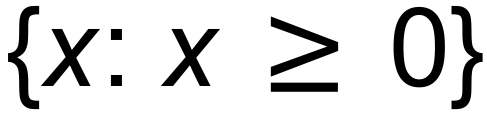 {x: x ≥ 0}